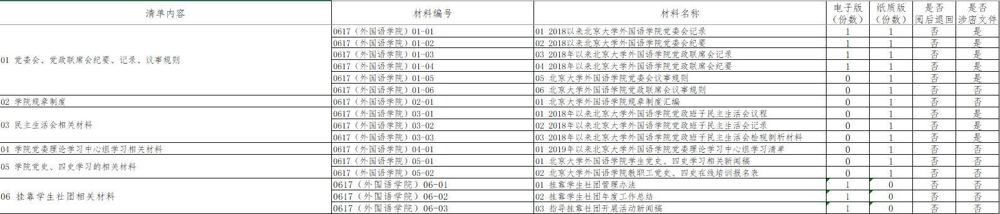 清单内容 材料编号 材料名称 电子版（份数） 纸质版（份数） 是否阅后退回 是否涉密文件
01 党委会、党政联席会纪要、记录、议事规则
0617（外国语学院）01-01 01 2018以来北京大学外国语学院党委会记录 1 1 否 是
0617（外国语学院）01-02 02 2018以来北京大学外国语学院党委会纪要 1 1 否 是
0617（外国语学院）01-03 03 2018年以来北京大学外国语学院党政联席会记录 1 1 否 是
0617（外国语学院）01-04 04 2018年以来北京大学外国语学院党政联席会纪要 1 1 否 是
0617（外国语学院）01-05 05 北京大学外国语学院党委会议事规则 0 1 否 是
0617（外国语学院）01-06 06 北京大学外国语学院党政联席会议事规则 0 1 否 否
02 学院规章制度 0617（外国语学院）02-01 01 北京大学外国语学院规章制度汇编 0 1 否 否
03 民主生活会相关材料
0617（外国语学院）03-01 01 2018年以来北京大学外国语学院党政班子民主生活会议程 0 1 否 是
0617（外国语学院）03-02 02 2018年以来北京大学外国语学院党政班子民主生活会记录 0 1 否 是
0617（外国语学院）03-03 03 2018年以来北京大学外国语学院党政班子民主生活会检视剖析材料 0 1 否 是
04 学院党委理论学习中心组学习相关材料 0617（外国语学院）04-01 01 2019年以来北京大学外国语学院党委理论学习中心组学习清单 0 1 否 否
05 学院党史、四史学习的相关材料
0617（外国语学院）05-01 01 北京大学外国语学院学生党史、四史学习相关新闻稿 0 1 否 否
0617（外国语学院）05-02 02 北京大学外国语学院教职工党史、四史在线培训报名表 0 1 否 否
06 挂靠学生社团相关材料
0617（外国语学院）06-01 01 挂靠学生社团管理办法 1 0 否 否
0617（外国语学院）06-02 02 挂靠学生社团年度工作总结 1 0 否 否
0617（外国语学院）06-03 03 指导挂靠社团开展活动新闻稿 1 0 否 否